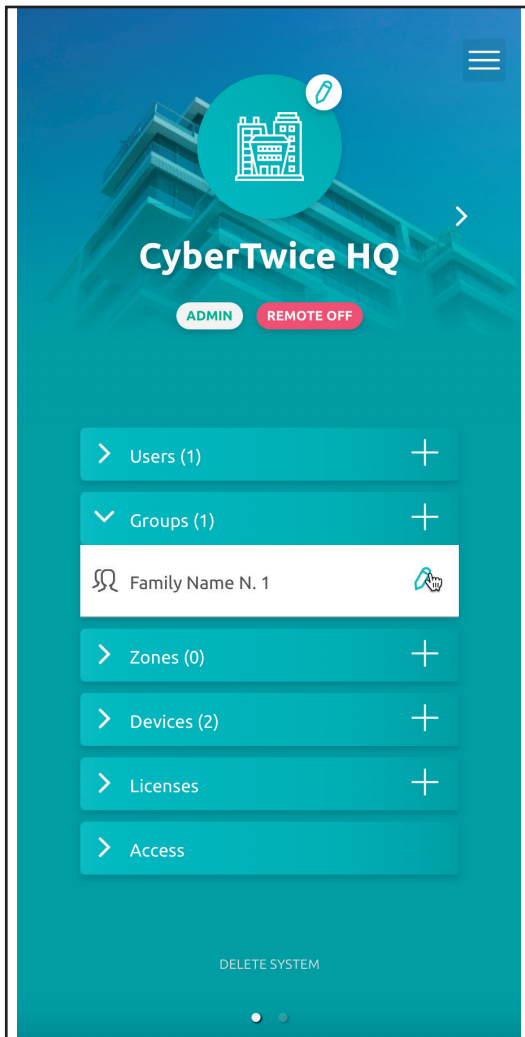 CyberTwice HQ
ADMIN REMOTE OFF
Users (1)
Groups (1)
Family Name N. 1
Zones (0)
Devices (2)
Licenses
Access
DELETE SYSTEM